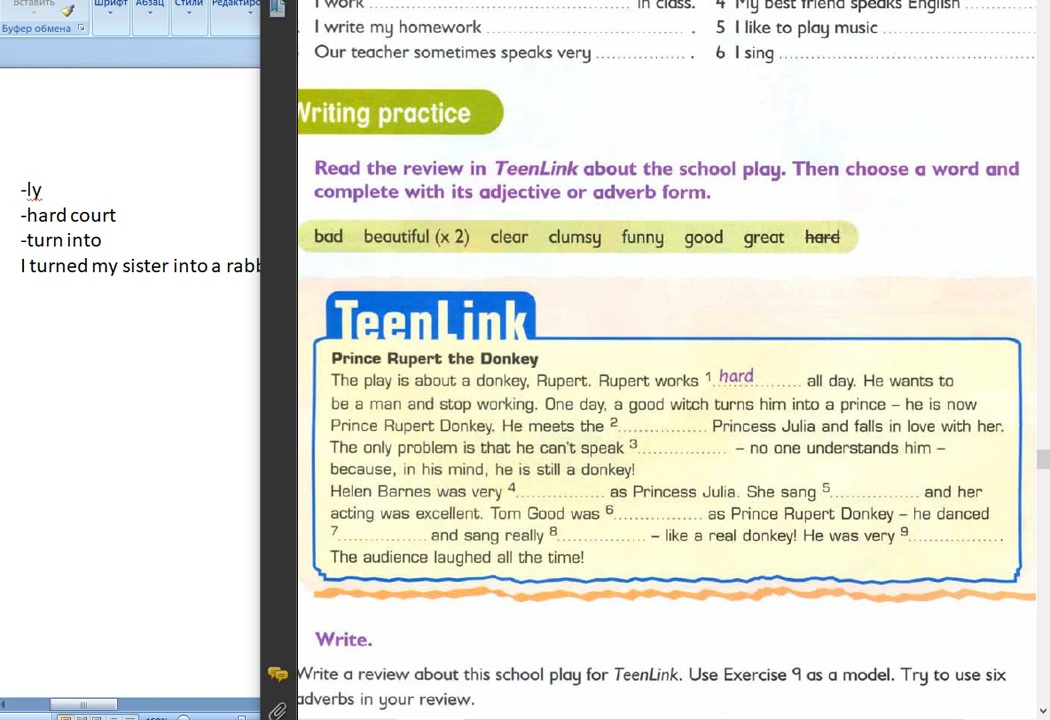 Вставить
Шрифт Абзац Стили Редактиро
Буфер обмена
-ly
-hard court
-turn into
I turned my sister into a rabb
I work .............................. in class. 4 My best friend speaks English ..........
. I write my homework .............................. . 5 I like to play music ..............................
Our teacher sometimes speaks very ............... . 6 I sing ..............................
Writing practice
Read the review in TeenLink about the school play. Then choose a word and
complete with its adjective or adverb form.
bad beautiful (x 2) clear clumsy funny good great hard
TeenLink
Prince Rupert the Donkey
The play is about a donkey, Rupert. Rupert works 1 hard .......... all day. He wants to
be a man and stop working. One day, a good witch turns him into a prince – he is now
Prince Rupert Donkey. He meets the 2 ............... Princess Julia and falls in love with her.
The only problem is that he can't speak 3 ............... – no one understands him –
because, in his mind, he is still a donkey!
Helen Barnes was very 4 ............... as Princess Julia. She sang 5 ............... and her
acting was excellent. Tom Good was 6 ............... as Prince Rupert Donkey – he danced
7 ............... and sang really 8 ............... – like a real donkey! He was very 9 ............... .
The audience laughed all the time!
Write.
Write a review about this school play for TeenLink. Use Exercise 9 as a model. Try to use six
adverbs in your review.